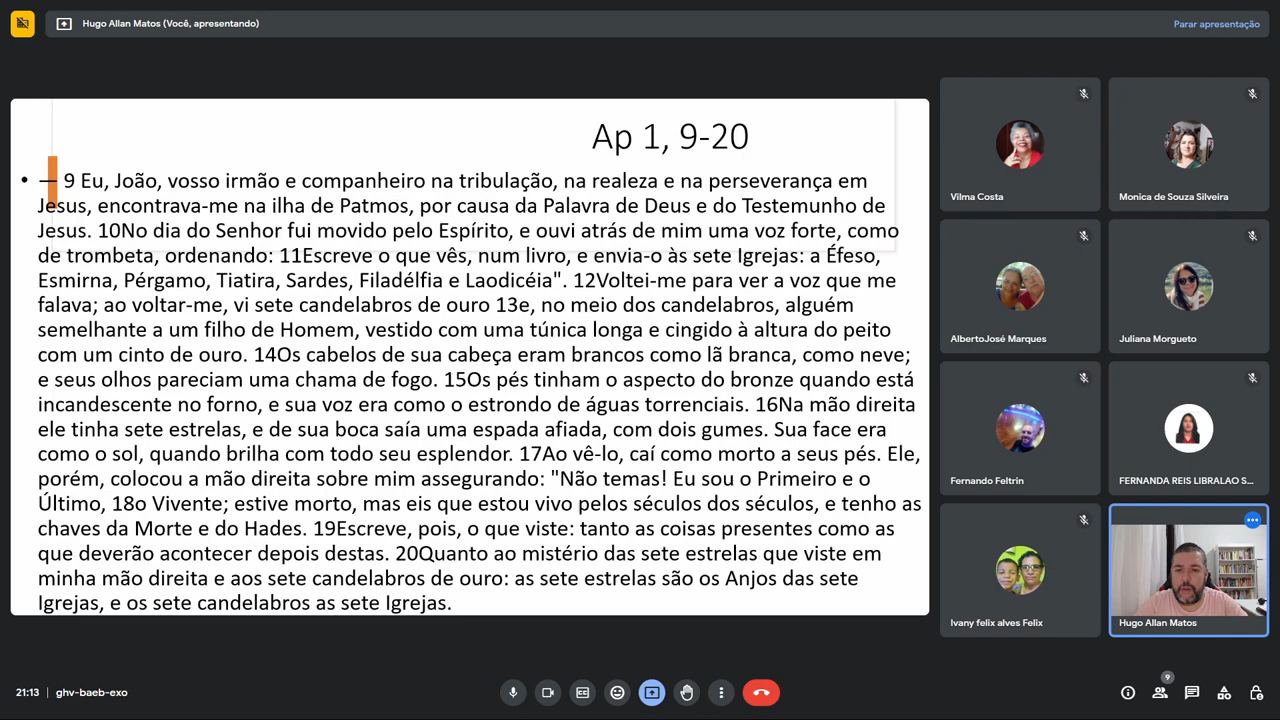 Hugo Allan Matos (Você, apresentando)
Parar apresentação
Ap 1, 9-20
• — 9 Eu, João, vosso irmão e companheiro na tribulação, na realeza e na perseverança em
Jesus, encontrava-me na ilha de Patmos, por causa da Palavra de Deus e do Testemunho de
Jesus. 10No dia do Senhor fui movido pelo Espírito, e ouvi atrás de mim uma voz forte, como
de trombeta, ordenando: 11Escreve o que vês, num livro, e envia-o às sete Igrejas: a Éfeso,
Esmirna, Pérgamo, Tiatira, Sardes, Filadélfia e Laodicéia". 12Voltei-me para ver a voz que me
falava; ao voltar-me, vi sete candelabros de ouro 13e, no meio dos candelabros, alguém
semelhante a um filho de Homem, vestido com uma túnica longa e cingido à altura do peito
com um cinto de ouro. 14Os cabelos de sua cabeça eram brancos como lã branca, como neve;
e seus olhos pareciam uma chama de fogo. 15Os pés tinham o aspecto do bronze quando está
incandescente no forno, e sua voz era como o estrondo de águas torrenciais. 16Na mão direita
ele tinha sete estrelas, e de sua boca saía uma espada afiada, com dois gumes. Sua face era
como o sol, quando brilha com todo seu esplendor. 17Ao vê-lo, caí como morto a seus pés. Ele,
porém, colocou a mão direita sobre mim assegurando: "Não temas! Eu sou o Primeiro e o
Último, 18o Vivente; estive morto, mas eis que estou vivo pelos séculos dos séculos, e tenho as
chaves da Morte e do Hades. 19Escreve, pois, o que viste: tanto as coisas presentes como as
que deverão acontecer depois destas. 20Quanto ao mistério das sete estrelas que viste em
minha mão direita e aos sete candelabros de ouro: as sete estrelas são os Anjos das sete
Igrejas, e os sete candelabros as sete Igrejas.
Vilma Costa
Monica de Souza Silveira
AlbertoJosé Marques
Juliana Morgueto
Fernando Feltrin
FERNANDA REIS LIBRALAO S...
Ivany felix alves Felix
Hugo Allan Matos
21:13 | ghv-baeb-exo
9